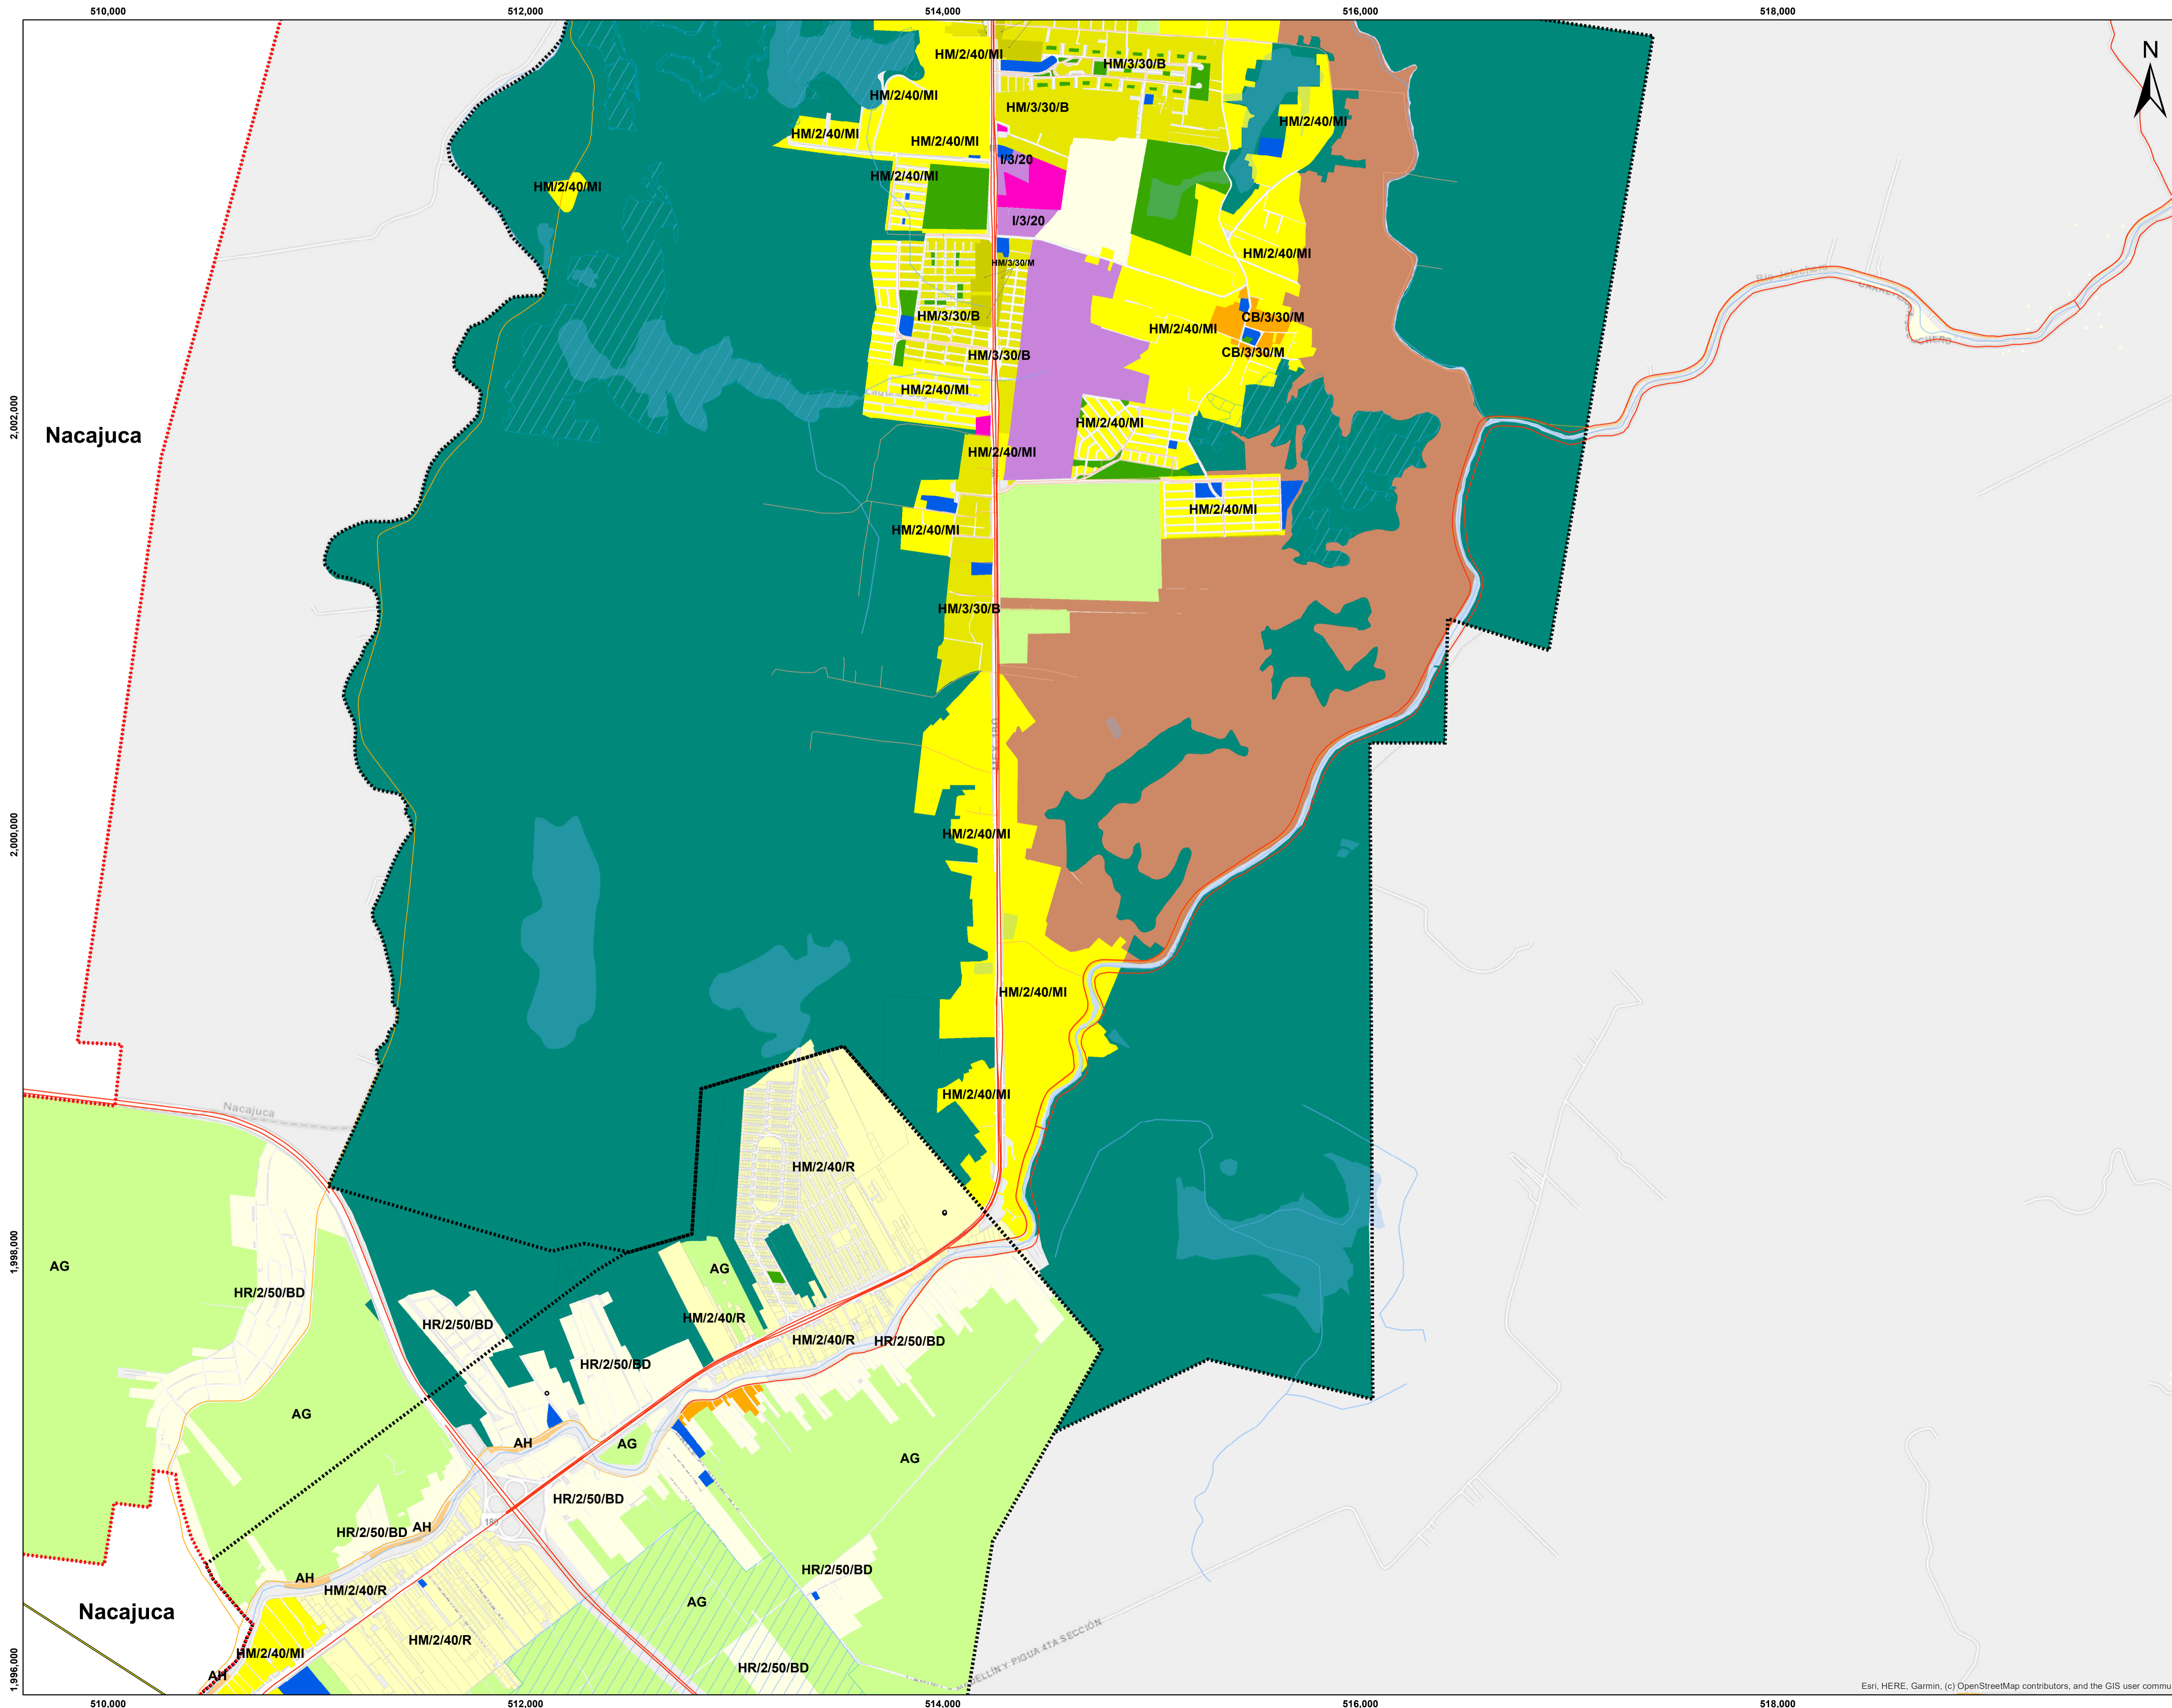 510,000
512,000
514,000
516,000
518,000
N
HM/2/40/MI
HM/3/30/B
HM/2/40/MI
HM/3/30/B
HM/2/40/MI
HM/2/40/MI
HM/2/40/MI
I/3/20
HM/2/40/MI
HM/2/40/MI
I/3/20
HM/2/40/MI
HM/3/30/M
HM/3/30/B
CB/3/30/M
HM/2/40/MI
CB/3/30/M
HM/3/30/B
HM/2/40/MI
2,002,000
Nacajuca
HM/2/40/MI
HM/2/40/MI
HM/2/40/MI
HM/2/40/MI
HM/3/30/B
MEX 180
2,000,000
HM/2/40/MI
HM/2/40/MI
HM/2/40/MI
Nacajuca
HM/2/40/R
1,998,000
AG
AG
HR/2/50/BD
HM/2/40/R
HR/2/50/BD
HM/2/40/R
HR/2/50/BD
HR/2/50/BD
AG
AH
AG
AG
HR/2/50/BD
180
AH
HR/2/50/BD
HR/2/50/BD
AH
HM/2/40/R
AG
Nacajuca
HM/2/40/R
HM/2/40/MI
HR/2/50/BD
AH
1,996,000
Y PIGUA 4TA SECCIÓN
Esri, HERE, Garmin, (c) OpenStreetMap contributors, and the GIS user commu
510,000
512,000
514,000
516,000
518,000